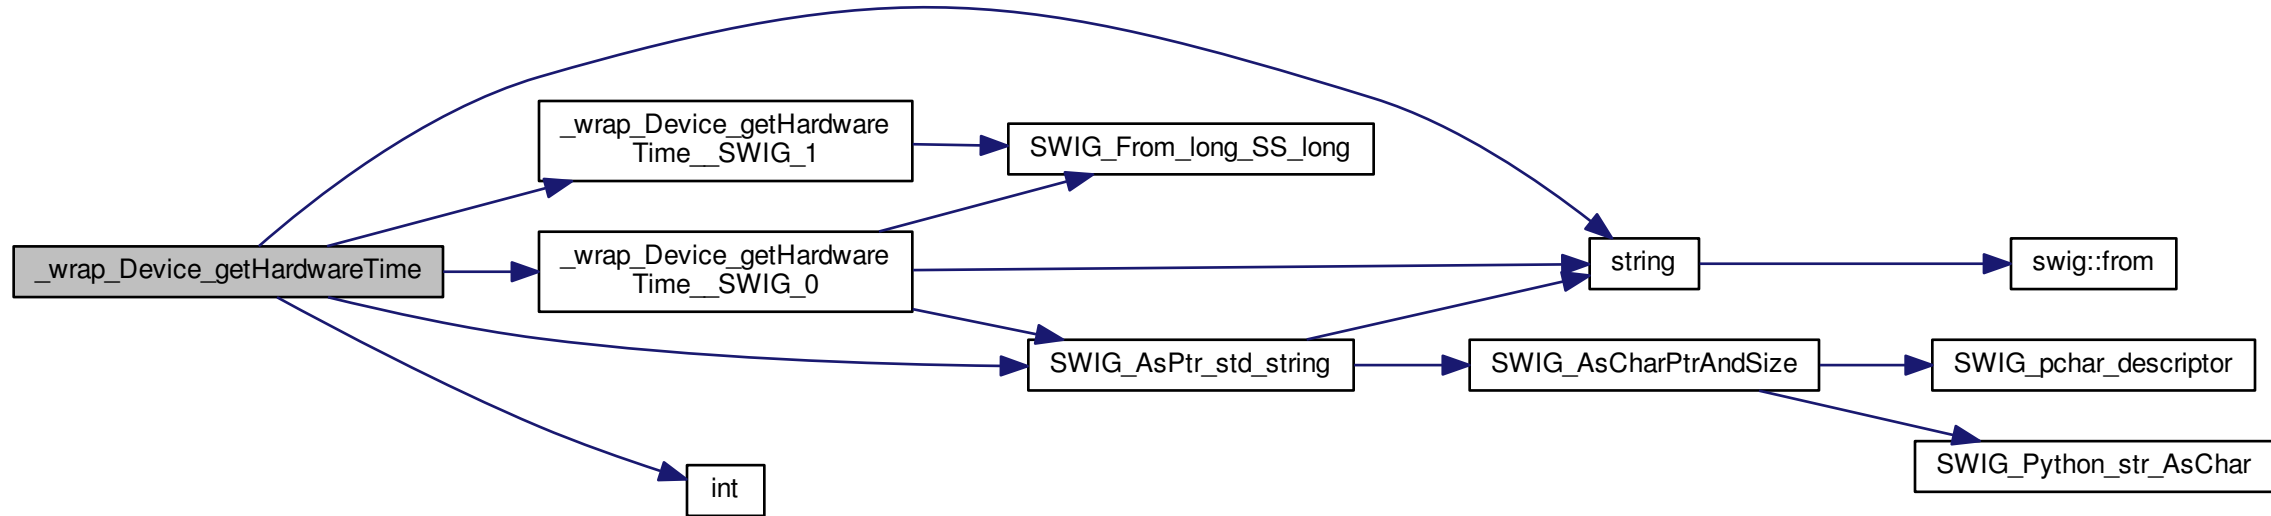 _wrap_Device_getHardwareTime
_wrap_Device_getHardware
Time__SWIG_1
_wrap_Device_getHardware
Time__SWIG_0
SWIG_From_long_SS_long
SWIG_AsPtr_std_string
int
string
SWIG_AsCharPtrAndSize
swig::from
SWIG_pchar_descriptor
SWIG_Python_str_AsChar